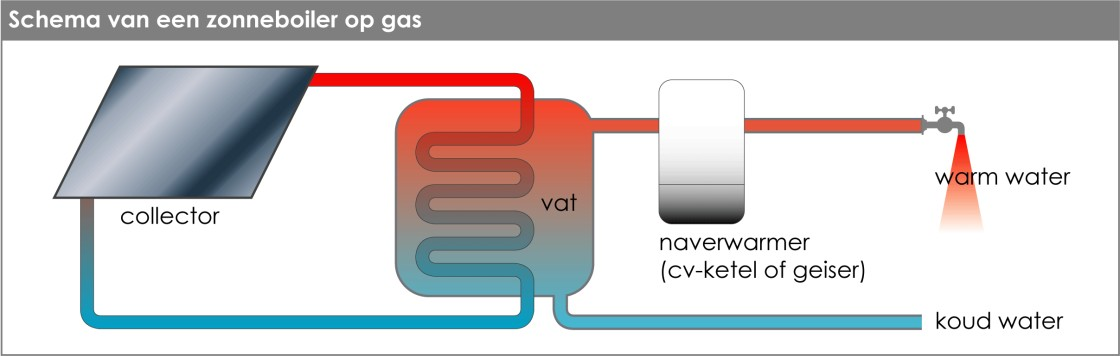 Schema van een zonneboiler op gas
collector
vat
naverwarmer
(cv-ketel of geiser)
warm water
koud water